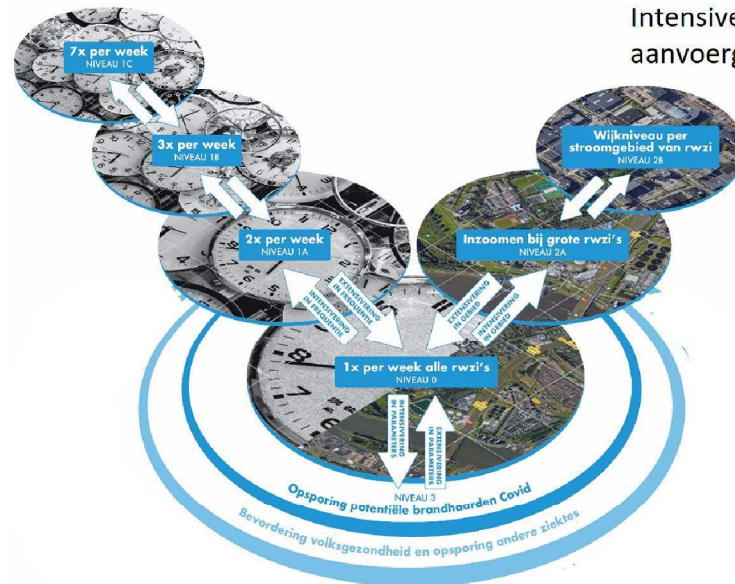 Intensive
aanvoerg
7x per week
NIVEAU 1C
3x per week
NIVEAU 1B
Wijkniveau per
stroomgebied van rwzi
NIVEAU 2B
2x per week
NIVEAU 1A
Inzoomen bij grote rwzi's
NIVEAU 2A
EXTENSIVERING
IN FREQUENTIE
INTENSIVERING
IN FREQUENTIE
EXTENSIVERING
IN GEBIED
INTENSIVERING
IN GEBIED
1x per week alle rwzi's
NIVEAU 0
INTENSIVERING
IN PARAMETERS
EXTENSIVERING
IN PARAMETERS
NIVEAU 3
Opsporing potentiële brandhaarden Covid
Bevordering volksgezondheid en opsporing andere ziektes